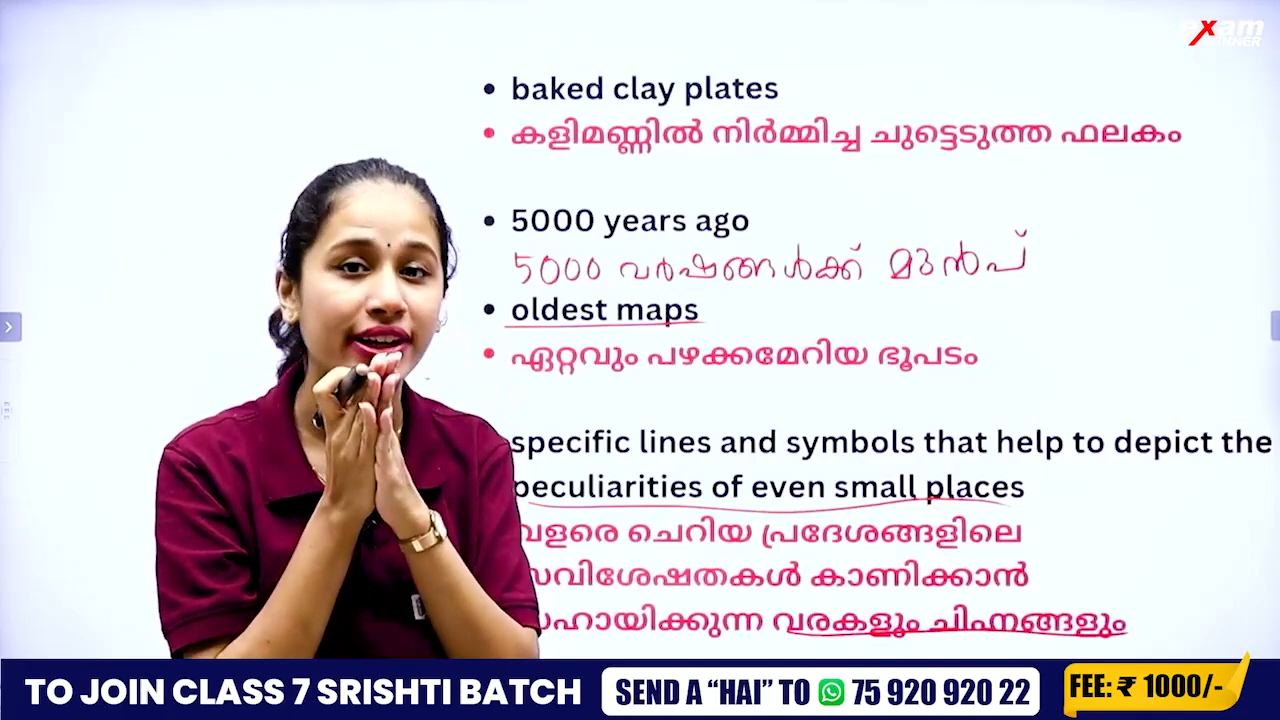 exam
WINNER
baked clay plates
കളിമണ്ണിൽ നിർമ്മിച്ച ചുട്ടെടുത്ത ഫലകം
5000 years ago
5000 വർഷങ്ങൾക്ക് മുൻപ്
oldest maps
ഏറ്റവും പഴക്കമേറിയ ഭൂപടം
specific lines and symbols that help to depict the
peculiarities of even small places
വളരെ ചെറിയ പ്രദേശങ്ങളിലെ
സവിശേഷതകൾ കാണിക്കാൻ
സഹായിക്കുന്ന വരകളും ചിഹ്നങ്ങളും
TO JOIN CLASS 7 SRISHTI BATCH
SEND A “HAI” TO 75 920 920 22
FEE: ₹ 1000/-